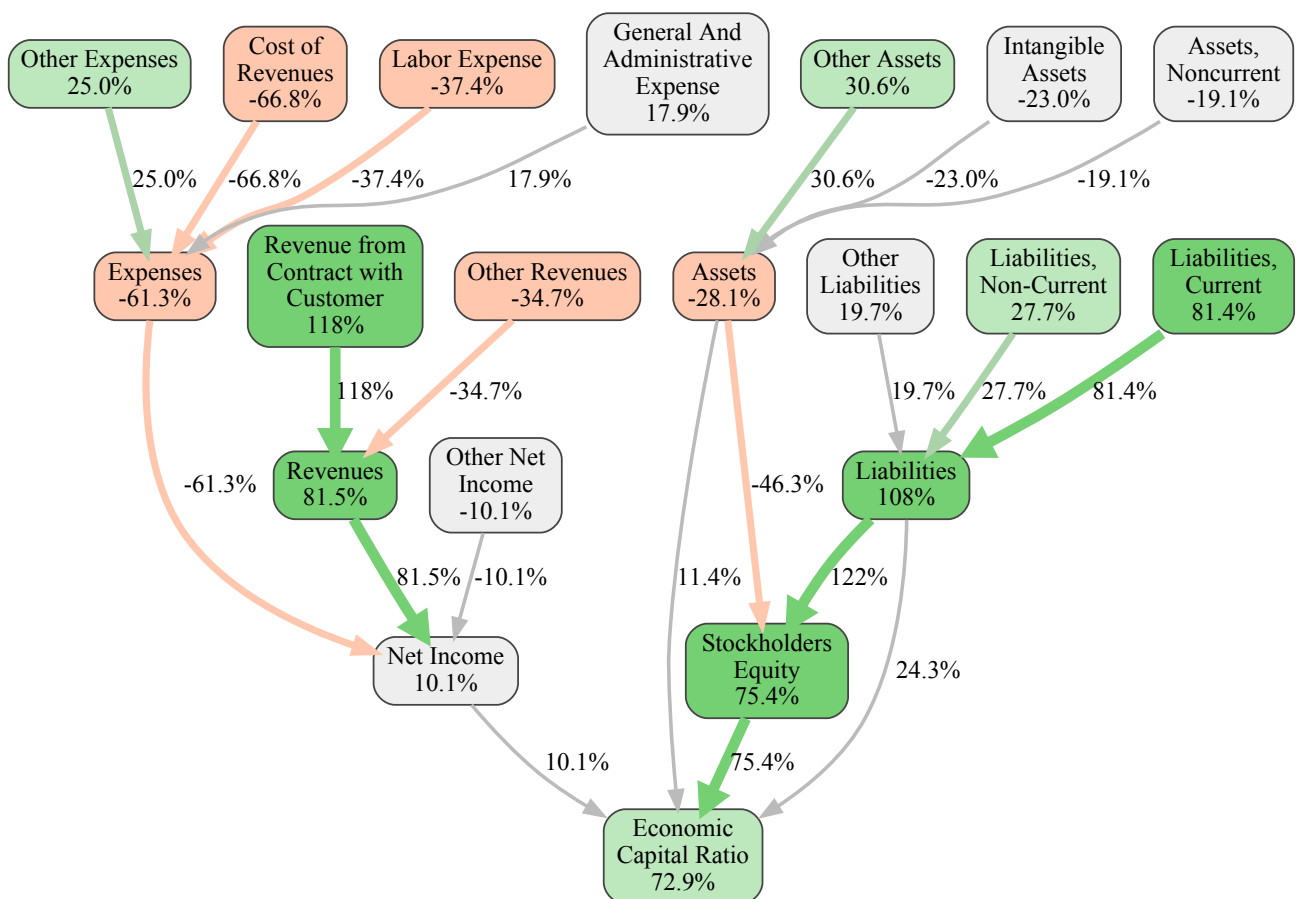 Other Expenses
25.0%
Cost of
Revenues
-66.8%
Labor Expense
-37.4%
General And
Administrative
Expense
17.9%
Other Assets
30.6%
Intangible
Assets
-23.0%
Assets,
Noncurrent
-19.1%
25.0%
-66.8%
-37.4%
17.9%
30.6%
-23.0%
-19.1%
Expenses
-61.3%
Revenue from
Contract with
Customer
118%
Other Revenues
-34.7%
Assets
-28.1%
Other
Liabilities
19.7%
Liabilities,
Non-Current
27.7%
Liabilities,
Current
81.4%
118%
-34.7%
19.7%
27.7%
81.4%
-61.3%
Revenues
81.5%
Other Net
Income
-10.1%
-46.3%
Liabilities
108%
81.5%
-10.1%
11.4%
122%
Net Income
10.1%
Stockholders
Equity
75.4%
24.3%
10.1%
75.4%
Economic
Capital Ratio
72.9%